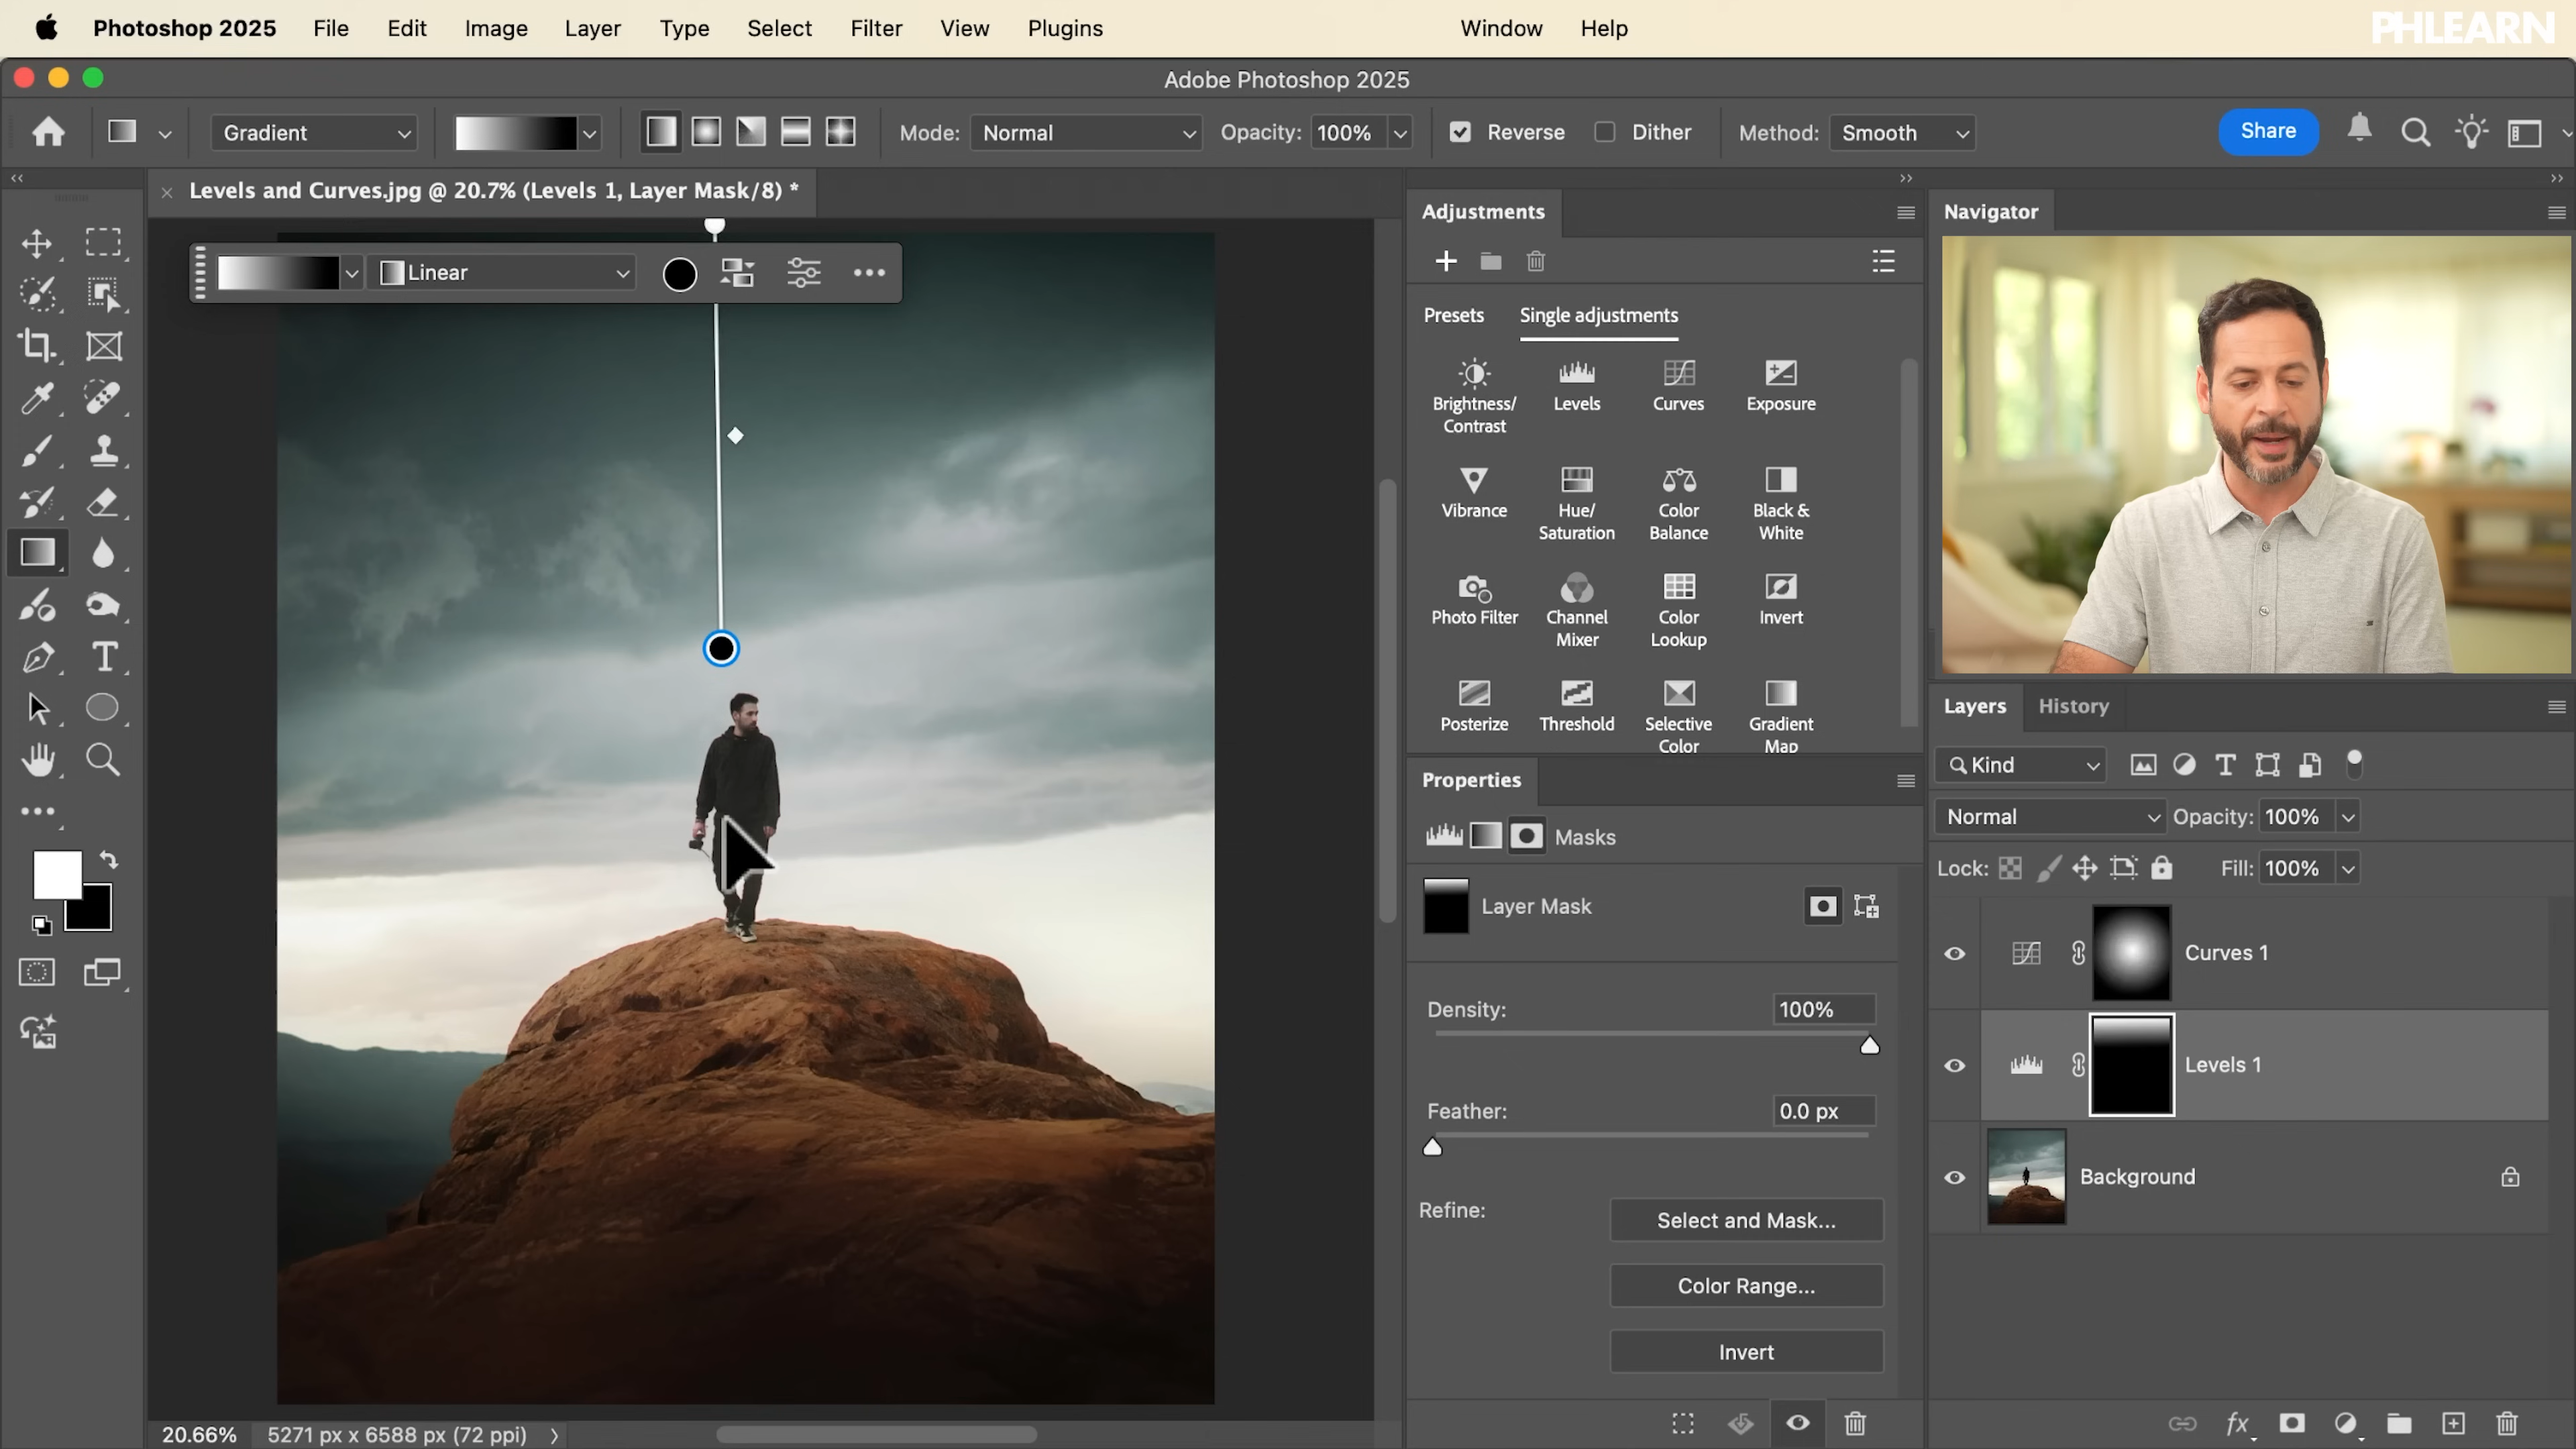 Photoshop 2025 File Edit Image Layer Type Select Filter View Plugins Window Help
PHLEARN
Adobe Photoshop 2025
Gradient Mode: Normal Opacity: 100% Reverse Dither Method: Smooth Share
Levels and Curves.jpg @ 20.7% (Levels 1, Layer Mask/8) *
Linear
T
Adjustments
Presets Single adjustments
Brightness/
Contrast
Levels
Curves
Exposure
Vibrance
Hue/
Saturation
Color
Balance
Black &
White
Photo Filter
Channel
Mixer
Color
Lookup
Invert
Posterize
Threshold
Selective
Color
Gradient
Map
Properties
Masks
Layer Mask
Density: 100%
Feather: 0.0 px
Refine:
Select and Mask...
Color Range...
Invert
Navigator
Layers History
Kind T
Normal Opacity: 100%
Lock: Fill: 100%
Curves 1
Levels 1
Background
fx
20.66% 5271 px x 6588 px (72 ppi)